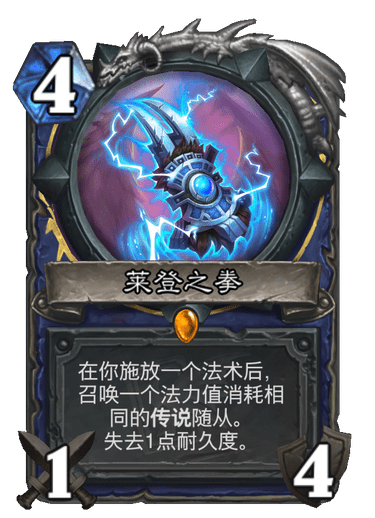 4
莱登之拳
在你施放一个法术后，
召唤一个法力值消耗相
同的传说随从。
失去1点耐久度。
1
4